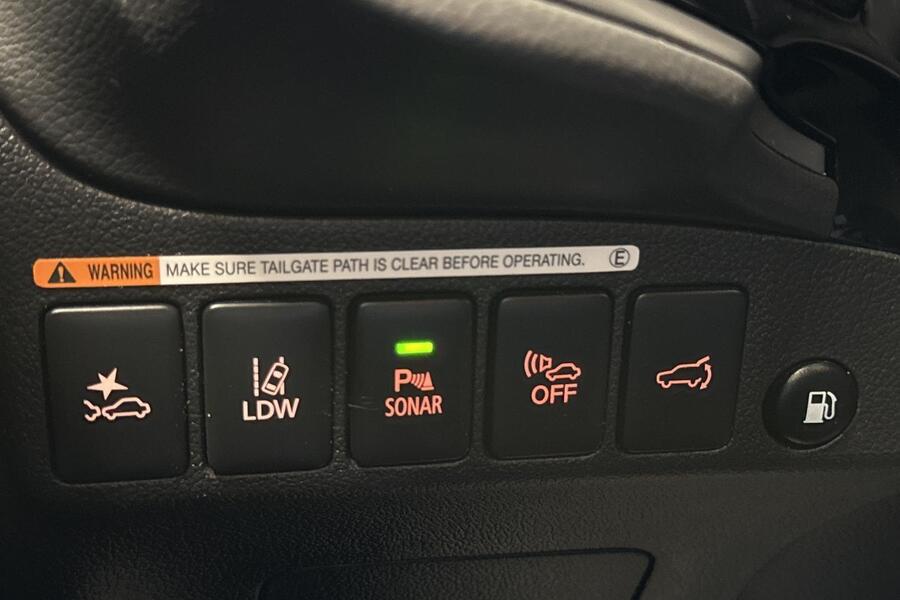 WARNING MAKE SURE TAILGATE PATH IS CLEAR BEFORE OPERATING. E
LDW
P
SONAR
OFF